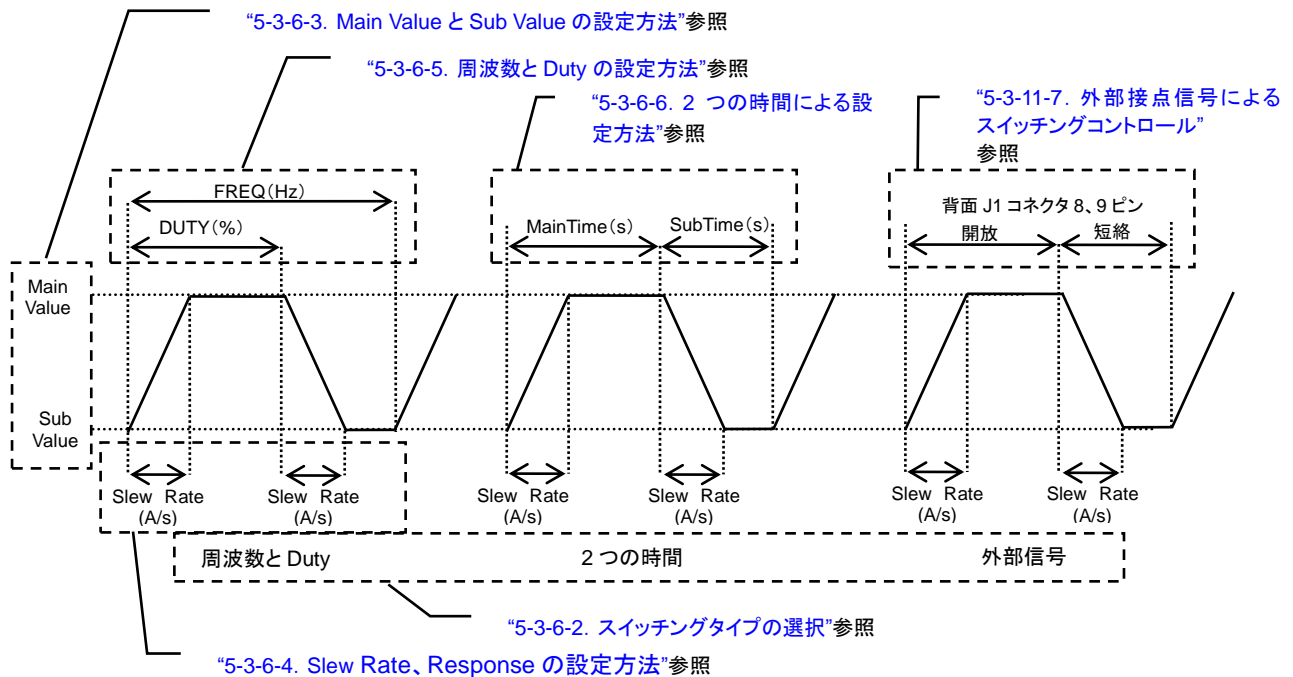 “5-3-6-3. Main Value と Sub Value の設定方法”参照
“5-3-6-5. 周波数と Duty の設定方法”参照
“5-3-6-6. 2 つの時間による設
定方法”参照
“5-3-11-7. 外部接点信号による
スイッチングコントロール”
参照
FREQ(Hz)
DUTY(%)
MainTime(s)
SubTime(s)
背面 J1 コネクタ 8、9 ピン
開放
短絡
Main
Value
Sub
Value
Slew Rate
(A/s)
Slew Rate
(A/s)
Slew Rate
(A/s)
Slew Rate
(A/s)
Slew Rate
(A/s)
Slew Rate
(A/s)
周波数と Duty
2 つの時間
外部信号
“5-3-6-2. スイッチングタイプの選択”参照
“5-3-6-4. Slew Rate、Response の設定方法”参照